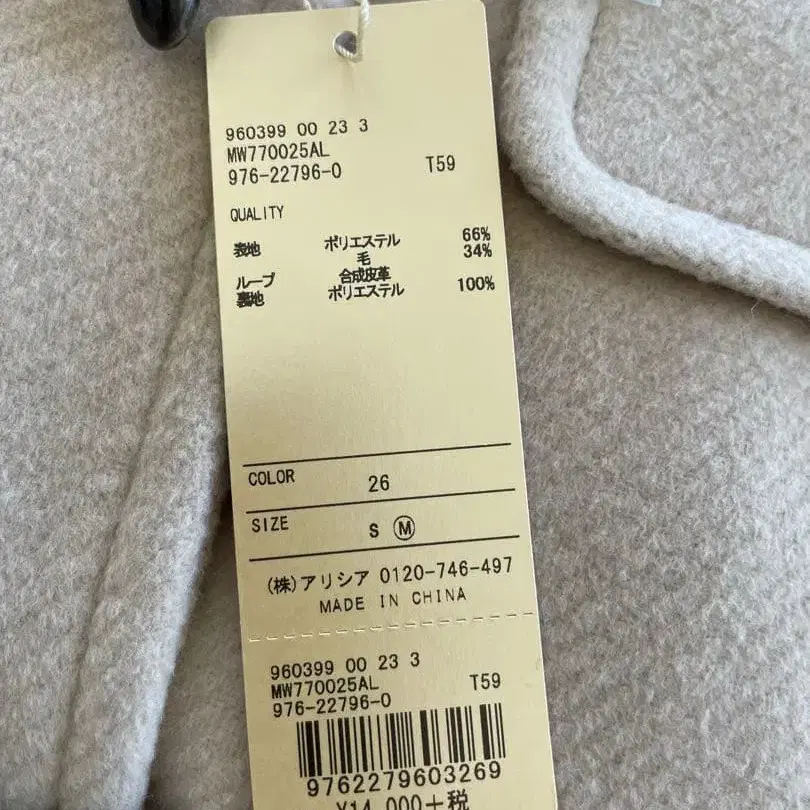 960399 00 23 3
MW770025AL
976-22796-0 T59
QUALITY
表地 ポリエステル 66%
毛 34%
ループ 合成皮革
裏地 ポリエステル 100%
COLOR 26
SIZE S Ⓜ
(株)アリシア 0120-746-497
MADE IN CHINA
960399 00 23 3
MW770025AL T59
976-22796-0
9762279603269
¥14,000+税